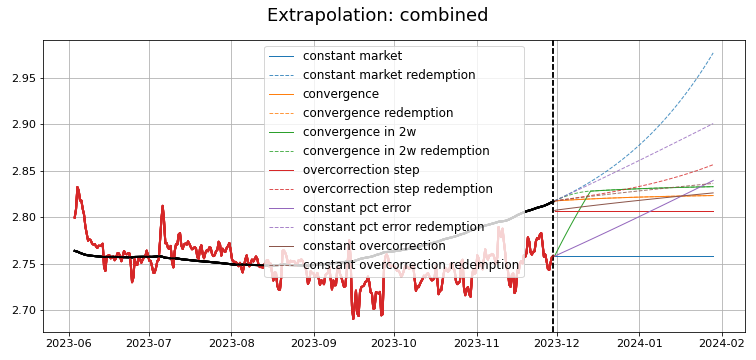 Extrapolation: combined
constant market
constant market redemption
convergence
convergence redemption
convergence in 2w
convergence in 2w redemption
overcorrection step
overcorrection step redemption
constant pct error
constant pct error redemption
constant overcorrection
constant overcorrection redemption
2.95
2.90
2.85
2.80
2.75
2.70
2023-06 2023-07 2023-08 2023-09 2023-10 2023-11 2023-12 2024-01 2024-02